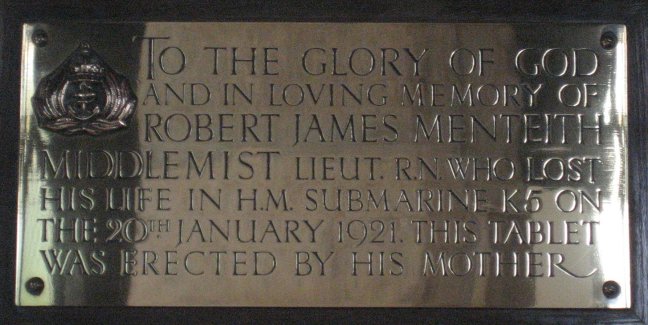 TO THE GLORY OF GOD
AND IN LOVING MEMORY OF
ROBERT JAMES MENTEITH
MIDDLEMIST LIEUT. R.N. WHO LOST
HIS LIFE IN H.M. SUBMARINE K·5 ON
THE 20TH JANUARY 1921. THIS TABLET
WAS ERECTED BY HIS MOTHER